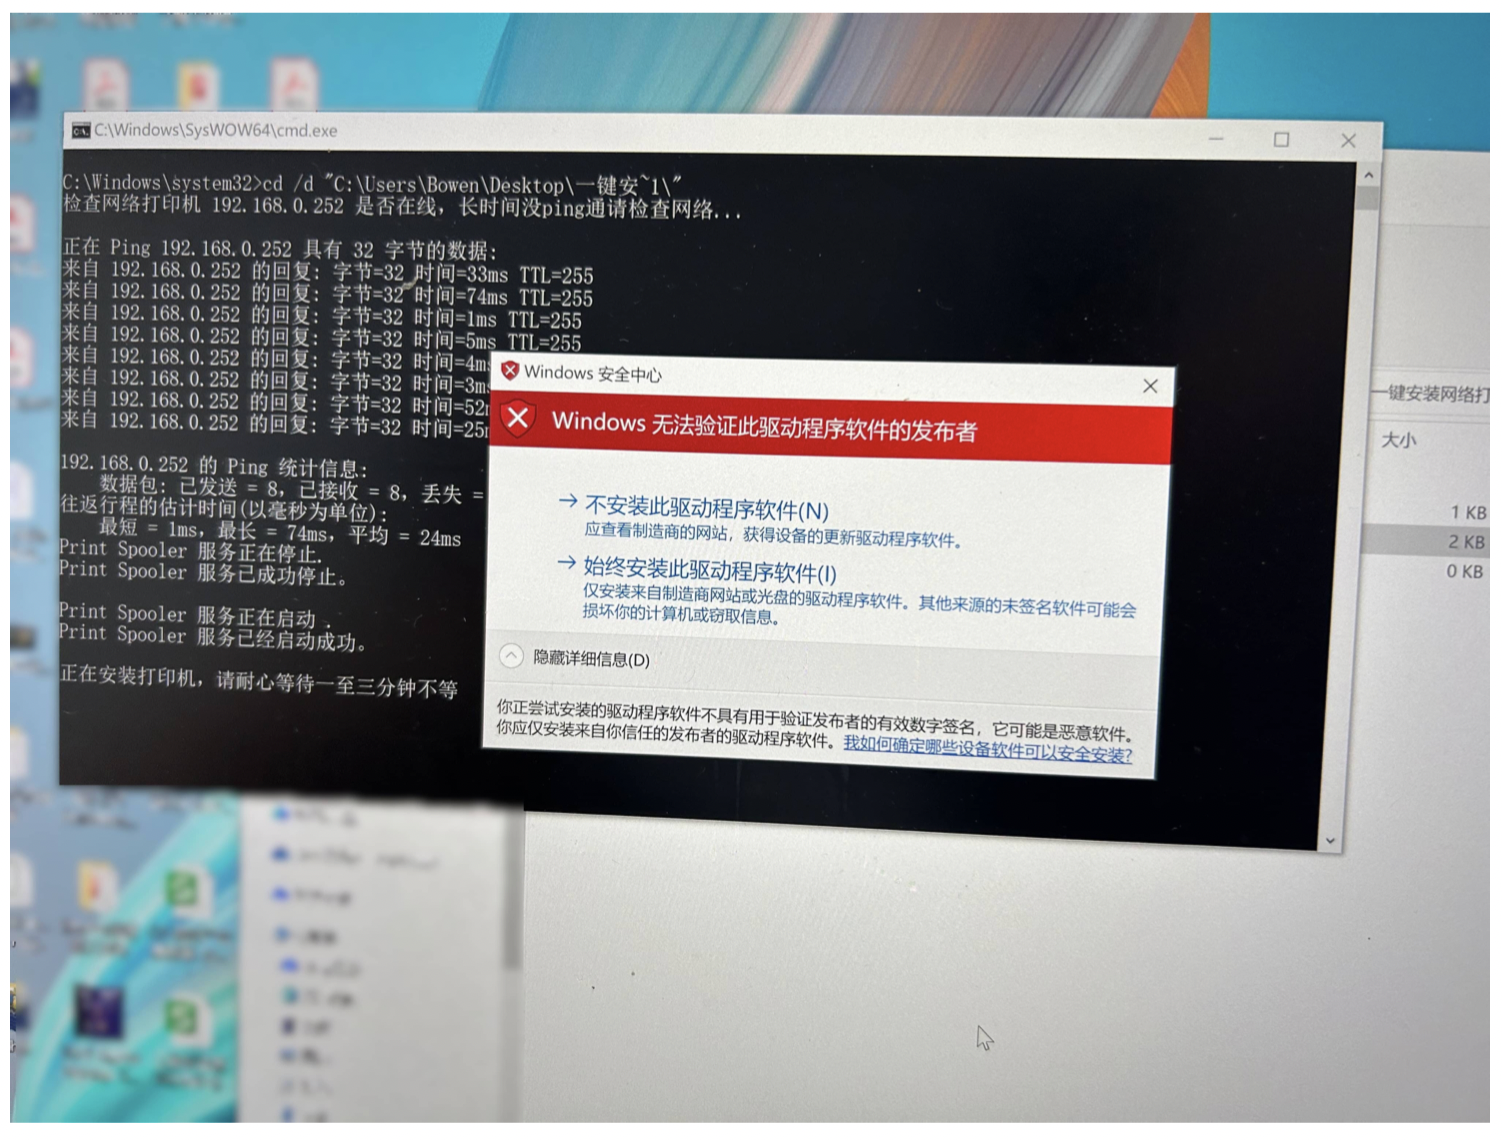 C:\Windows\SysWOW64\cmd.exe
C:\Windows\system32>cd /d "C:\Users\Bowen\Desktop\一键安~1\"
检查网络打印机 192.168.0.252 是否在线，长时间没ping通请检查网络...
正在 Ping 192.168.0.252 具有 32 字节的数据:
来自 192.168.0.252 的回复: 字节=32 时间=33ms TTL=255
来自 192.168.0.252 的回复: 字节=32 时间=74ms TTL=255
来自 192.168.0.252 的回复: 字节=32 时间=1ms TTL=255
来自 192.168.0.252 的回复: 字节=32 时间=5ms TTL=255
来自 192.168.0.252 的回复: 字节=32 时间=4ms
来自 192.168.0.252 的回复: 字节=32 时间=3ms
来自 192.168.0.252 的回复: 字节=32 时间=52
来自 192.168.0.252 的回复: 字节=32 时间=25
192.168.0.252 的 Ping 统计信息:
数据包: 已发送 = 8，已接收 = 8，丢失 =
往返行程的估计时间(以毫秒为单位):
最短 = 1ms，最长 = 74ms，平均 = 24ms
Print Spooler 服务正在停止.
Print Spooler 服务已成功停止。
Print Spooler 服务正在启动 .
Print Spooler 服务已经启动成功。
正在安装打印机，请耐心等待一至三分钟不等
Windows 安全中心
Windows 无法验证此驱动程序软件的发布者
不安装此驱动程序软件(N)
应查看制造商的网站，获得设备的更新驱动程序软件。
始终安装此驱动程序软件(I)
仅安装来自制造商网站或光盘的驱动程序软件。其他来源的未签名软件可能会
损坏你的计算机或窃取信息。
隐藏详细信息(D)
你正尝试安装的驱动程序软件不具有用于验证发布者的有效数字签名，它可能是恶意软件。
你应仅安装来自你信任的发布者的驱动程序软件。我如何确定哪些设备软件可以安全安装?
一键安装网络打
大小
1 KB
2 KB
0 KB